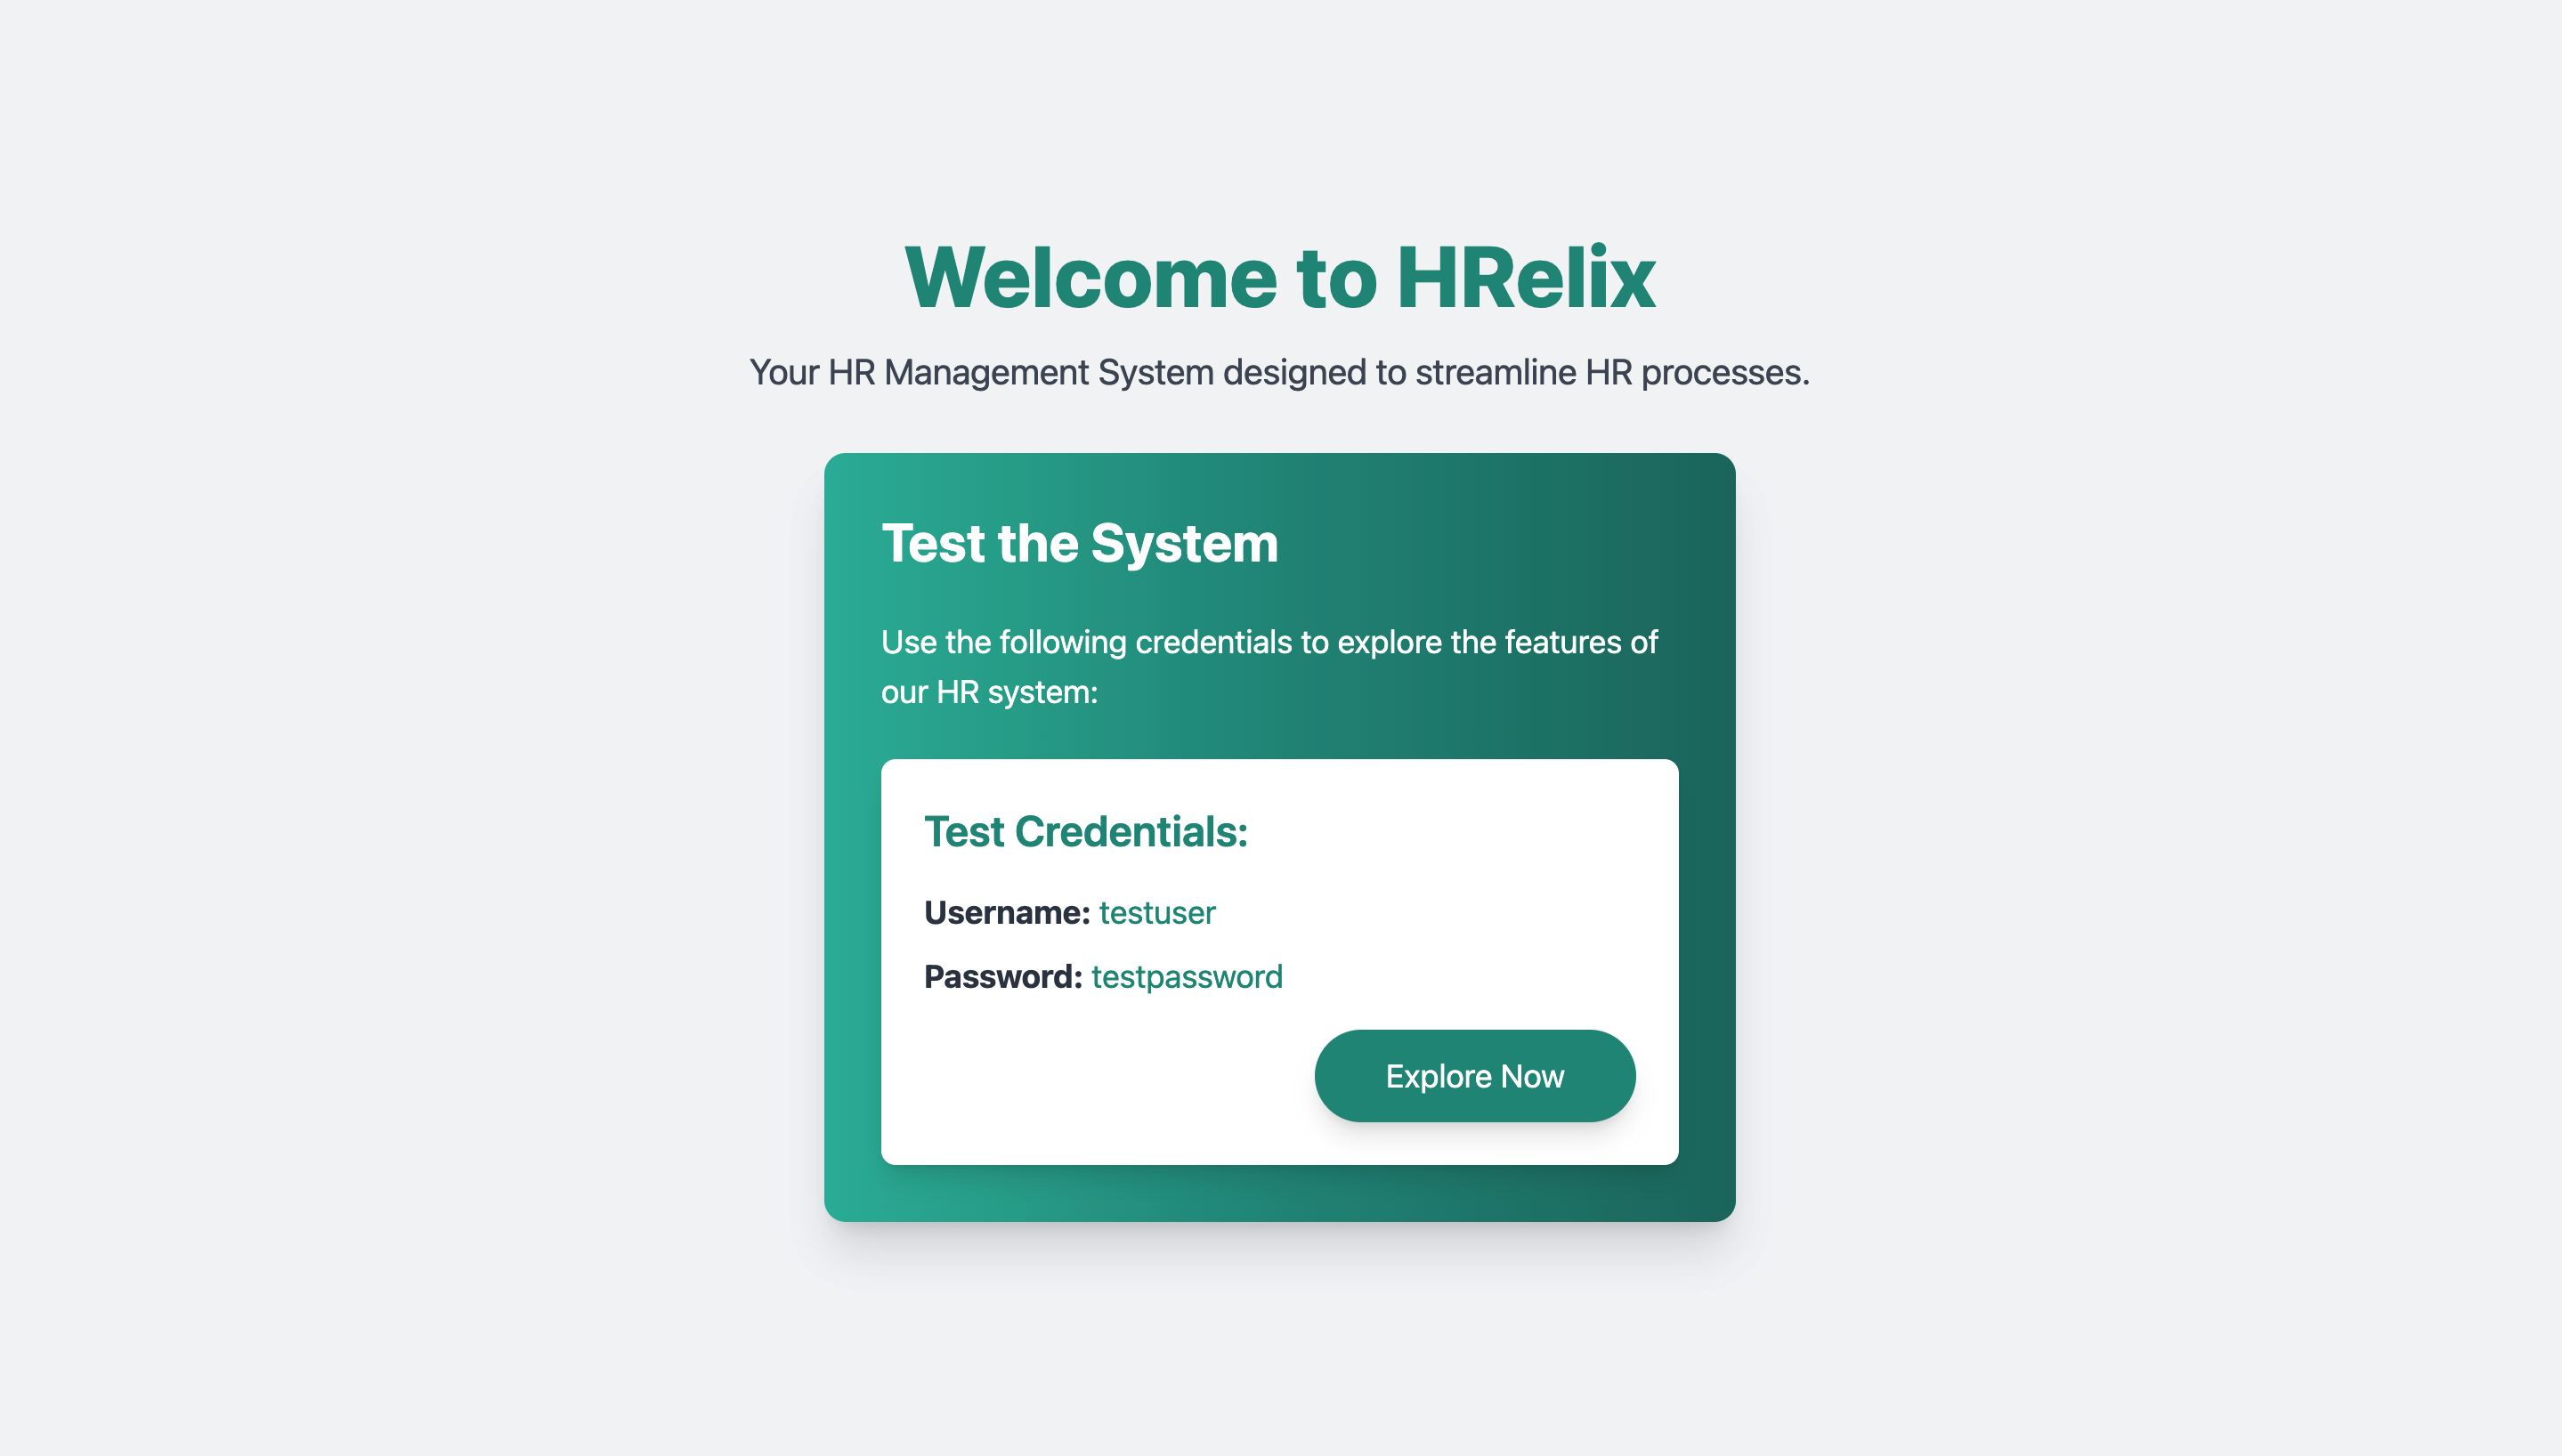 Welcome to HRelix
Your HR Management System designed to streamline HR processes.
Test the System
Use the following credentials to explore the features of
our HR system:
Test Credentials:
Username: testuser
Password: testpassword
Explore Now